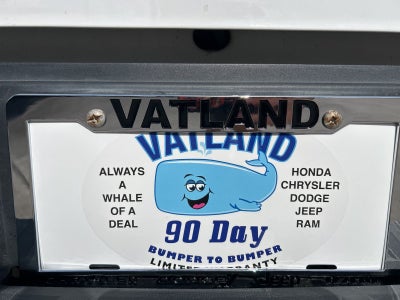 VATLAND
VATLAND
ALWAYS
A
WHALE
OF A
DEAL
HONDA
CHRYSLER
DODGE
JEEP
RAM
90 Day
BUMPER TO BUMPER
LIMITED WARRANTY